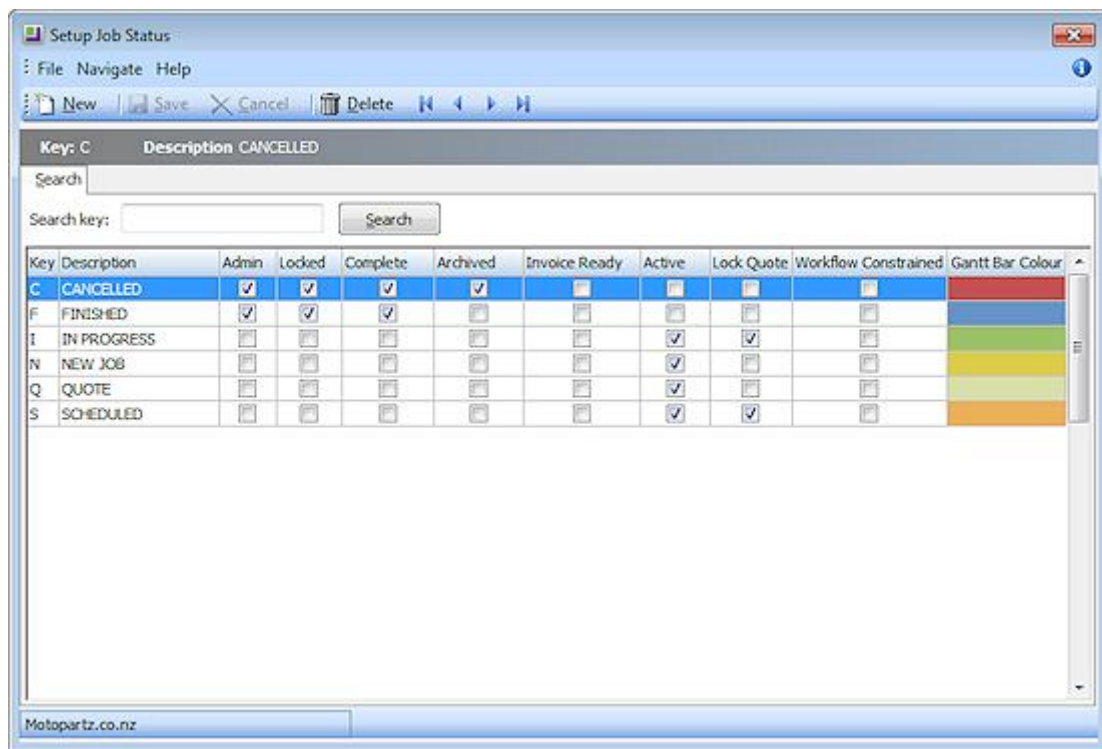 Setup Job Status
File Navigate Help
New Save Cancel Delete
Key: C Description CANCELLED
Search
Search key: Search
Key Description Admin Locked Complete Archived Invoice Ready Active Lock Quote Workflow Constrained Gantt Bar Colour
C CANCELLED
F FINISHED
I IN PROGRESS
N NEW JOB
Q QUOTE
S SCHEDULED
Motopartz.co.nz